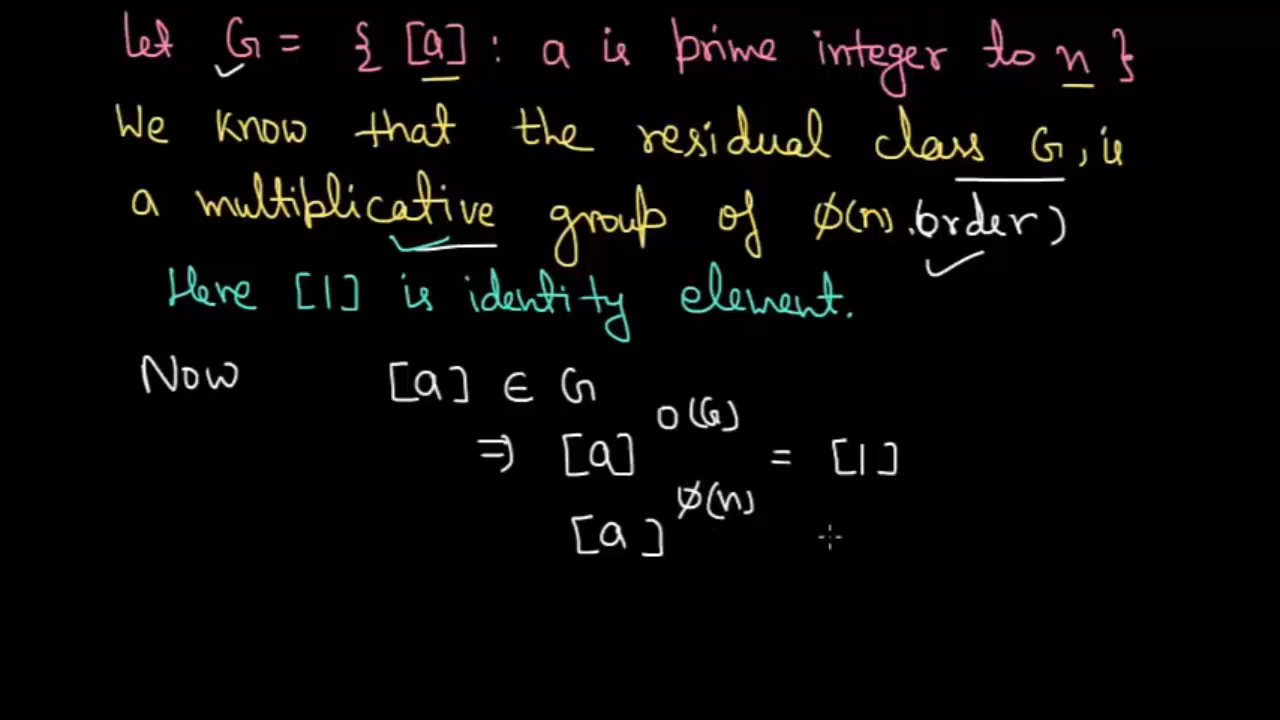 Let G = { [a] : a is prime integer to n }
We know that the residual class G, is
a multiplicative group of ϕ(n). order)
Here [1] is identity element.
Now [a] ∈ G
⇒ [a]^O(G) = [1]
[a]^ϕ(n)